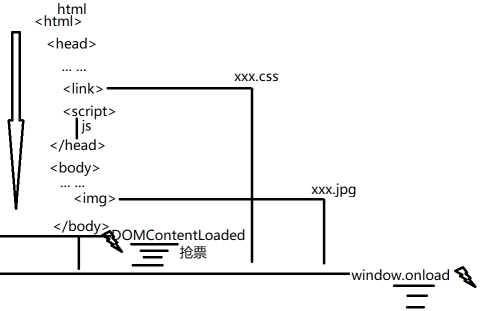 html
<html>
<head>
... ...
xxx.css
<link>
<script>
js
</head>
<body>
... ...
xxx.jpg
<img>
</body>
DOMContentLoaded
抢票
window.onload